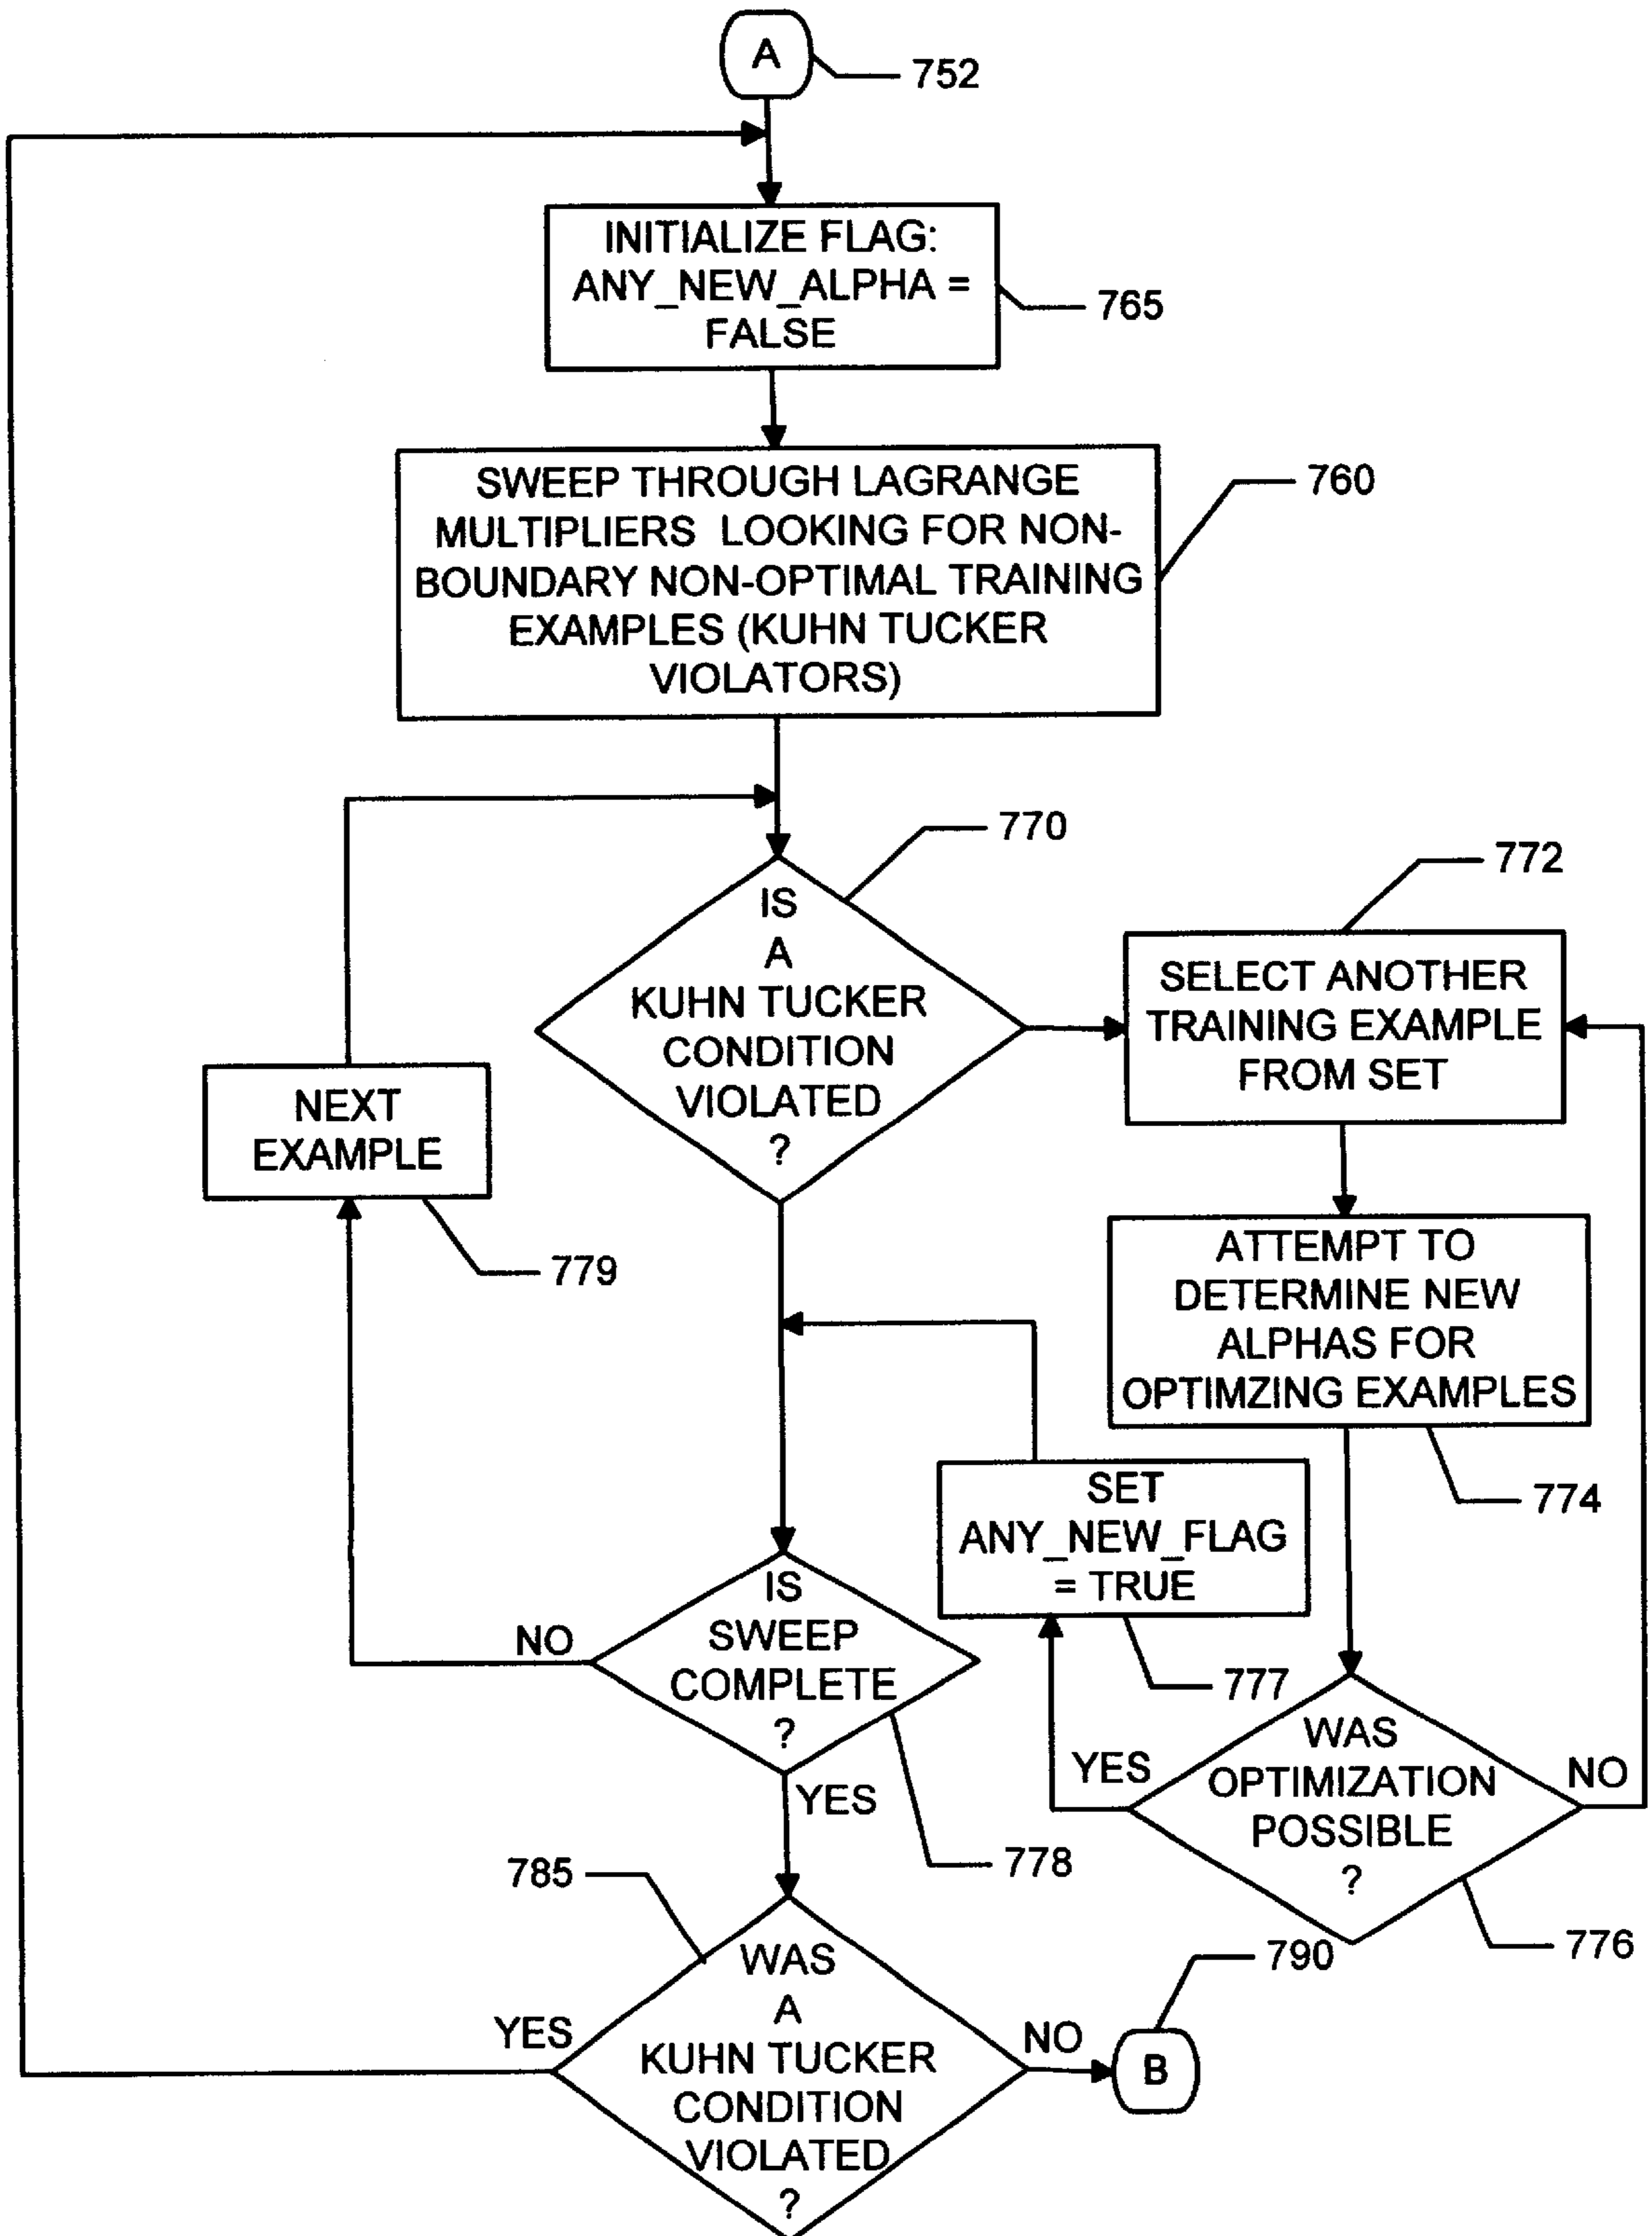 A
752
INITIALIZE FLAG:
ANY_NEW_ALPHA =
FALSE
765
SWEEP THROUGH LAGRANGE
MULTIPLIERS LOOKING FOR NON-
BOUNDARY NON-OPTIMAL TRAINING
EXAMPLES (KUHN TUCKER
VIOLATORS)
760
IS
A
KUHN TUCKER
CONDITION
VIOLATED
?
770
772
SELECT ANOTHER
TRAINING EXAMPLE
FROM SET
NEXT
EXAMPLE
779
ATTEMPT TO
DETERMINE NEW
ALPHAS FOR
OPTIMZING EXAMPLES
774
SET
ANY_NEW_FLAG
= TRUE
777
IS
SWEEP
COMPLETE
?
NO
YES
778
WAS
OPTIMIZATION
POSSIBLE
?
YES
NO
776
785
WAS
A
KUHN TUCKER
CONDITION
VIOLATED
?
YES
NO
790
B